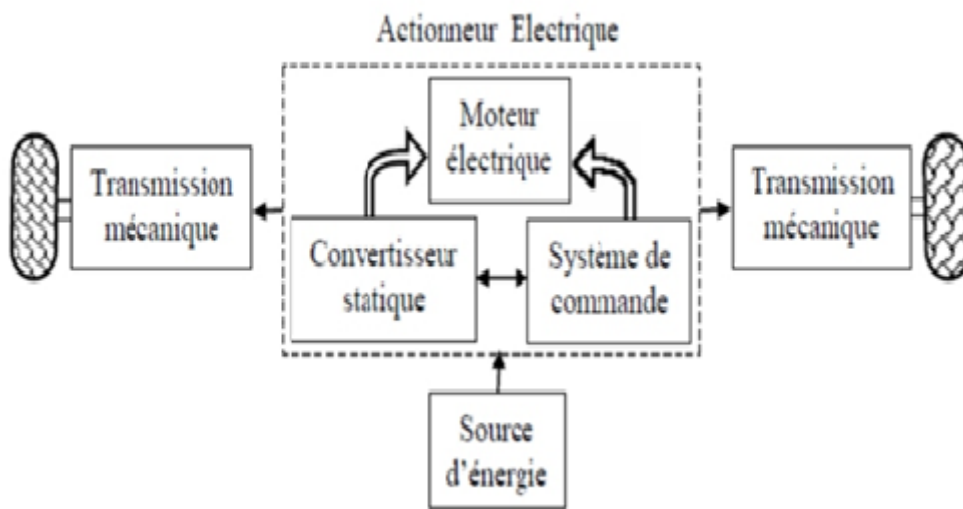 Actionneur Electrique
Moteur
électrique
Transmission
mécanique
Transmission
mécanique
Convertisseur
statique
Système de
commande
Source
d'énergie